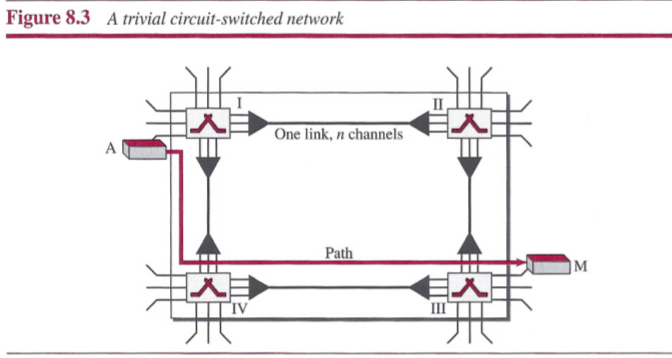 Figure 8.3 A trivial circuit-switched network
I
II
One link, n channels
A
Path
M
IV
III